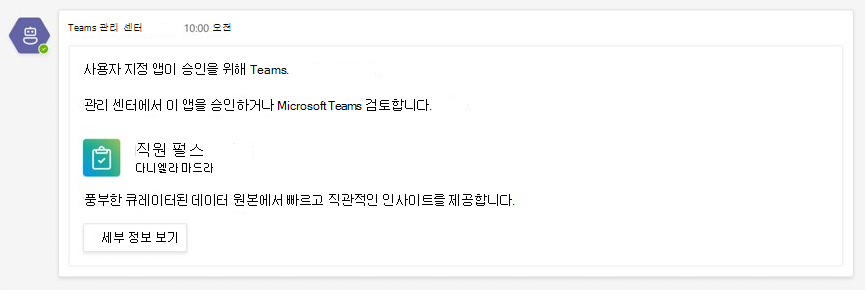 Teams 관리 센터 10:00 오전
사용자 지정 앱이 승인을 위해 Teams.
관리 센터에서 이 앱을 승인하거나 Microsoft Teams 검토합니다.
직원 펄스
다니엘라 마드라
풍부한 큐레이터된 데이터 원본에서 빠르고 직관적인 인사이트를 제공합니다.
세부 정보 보기